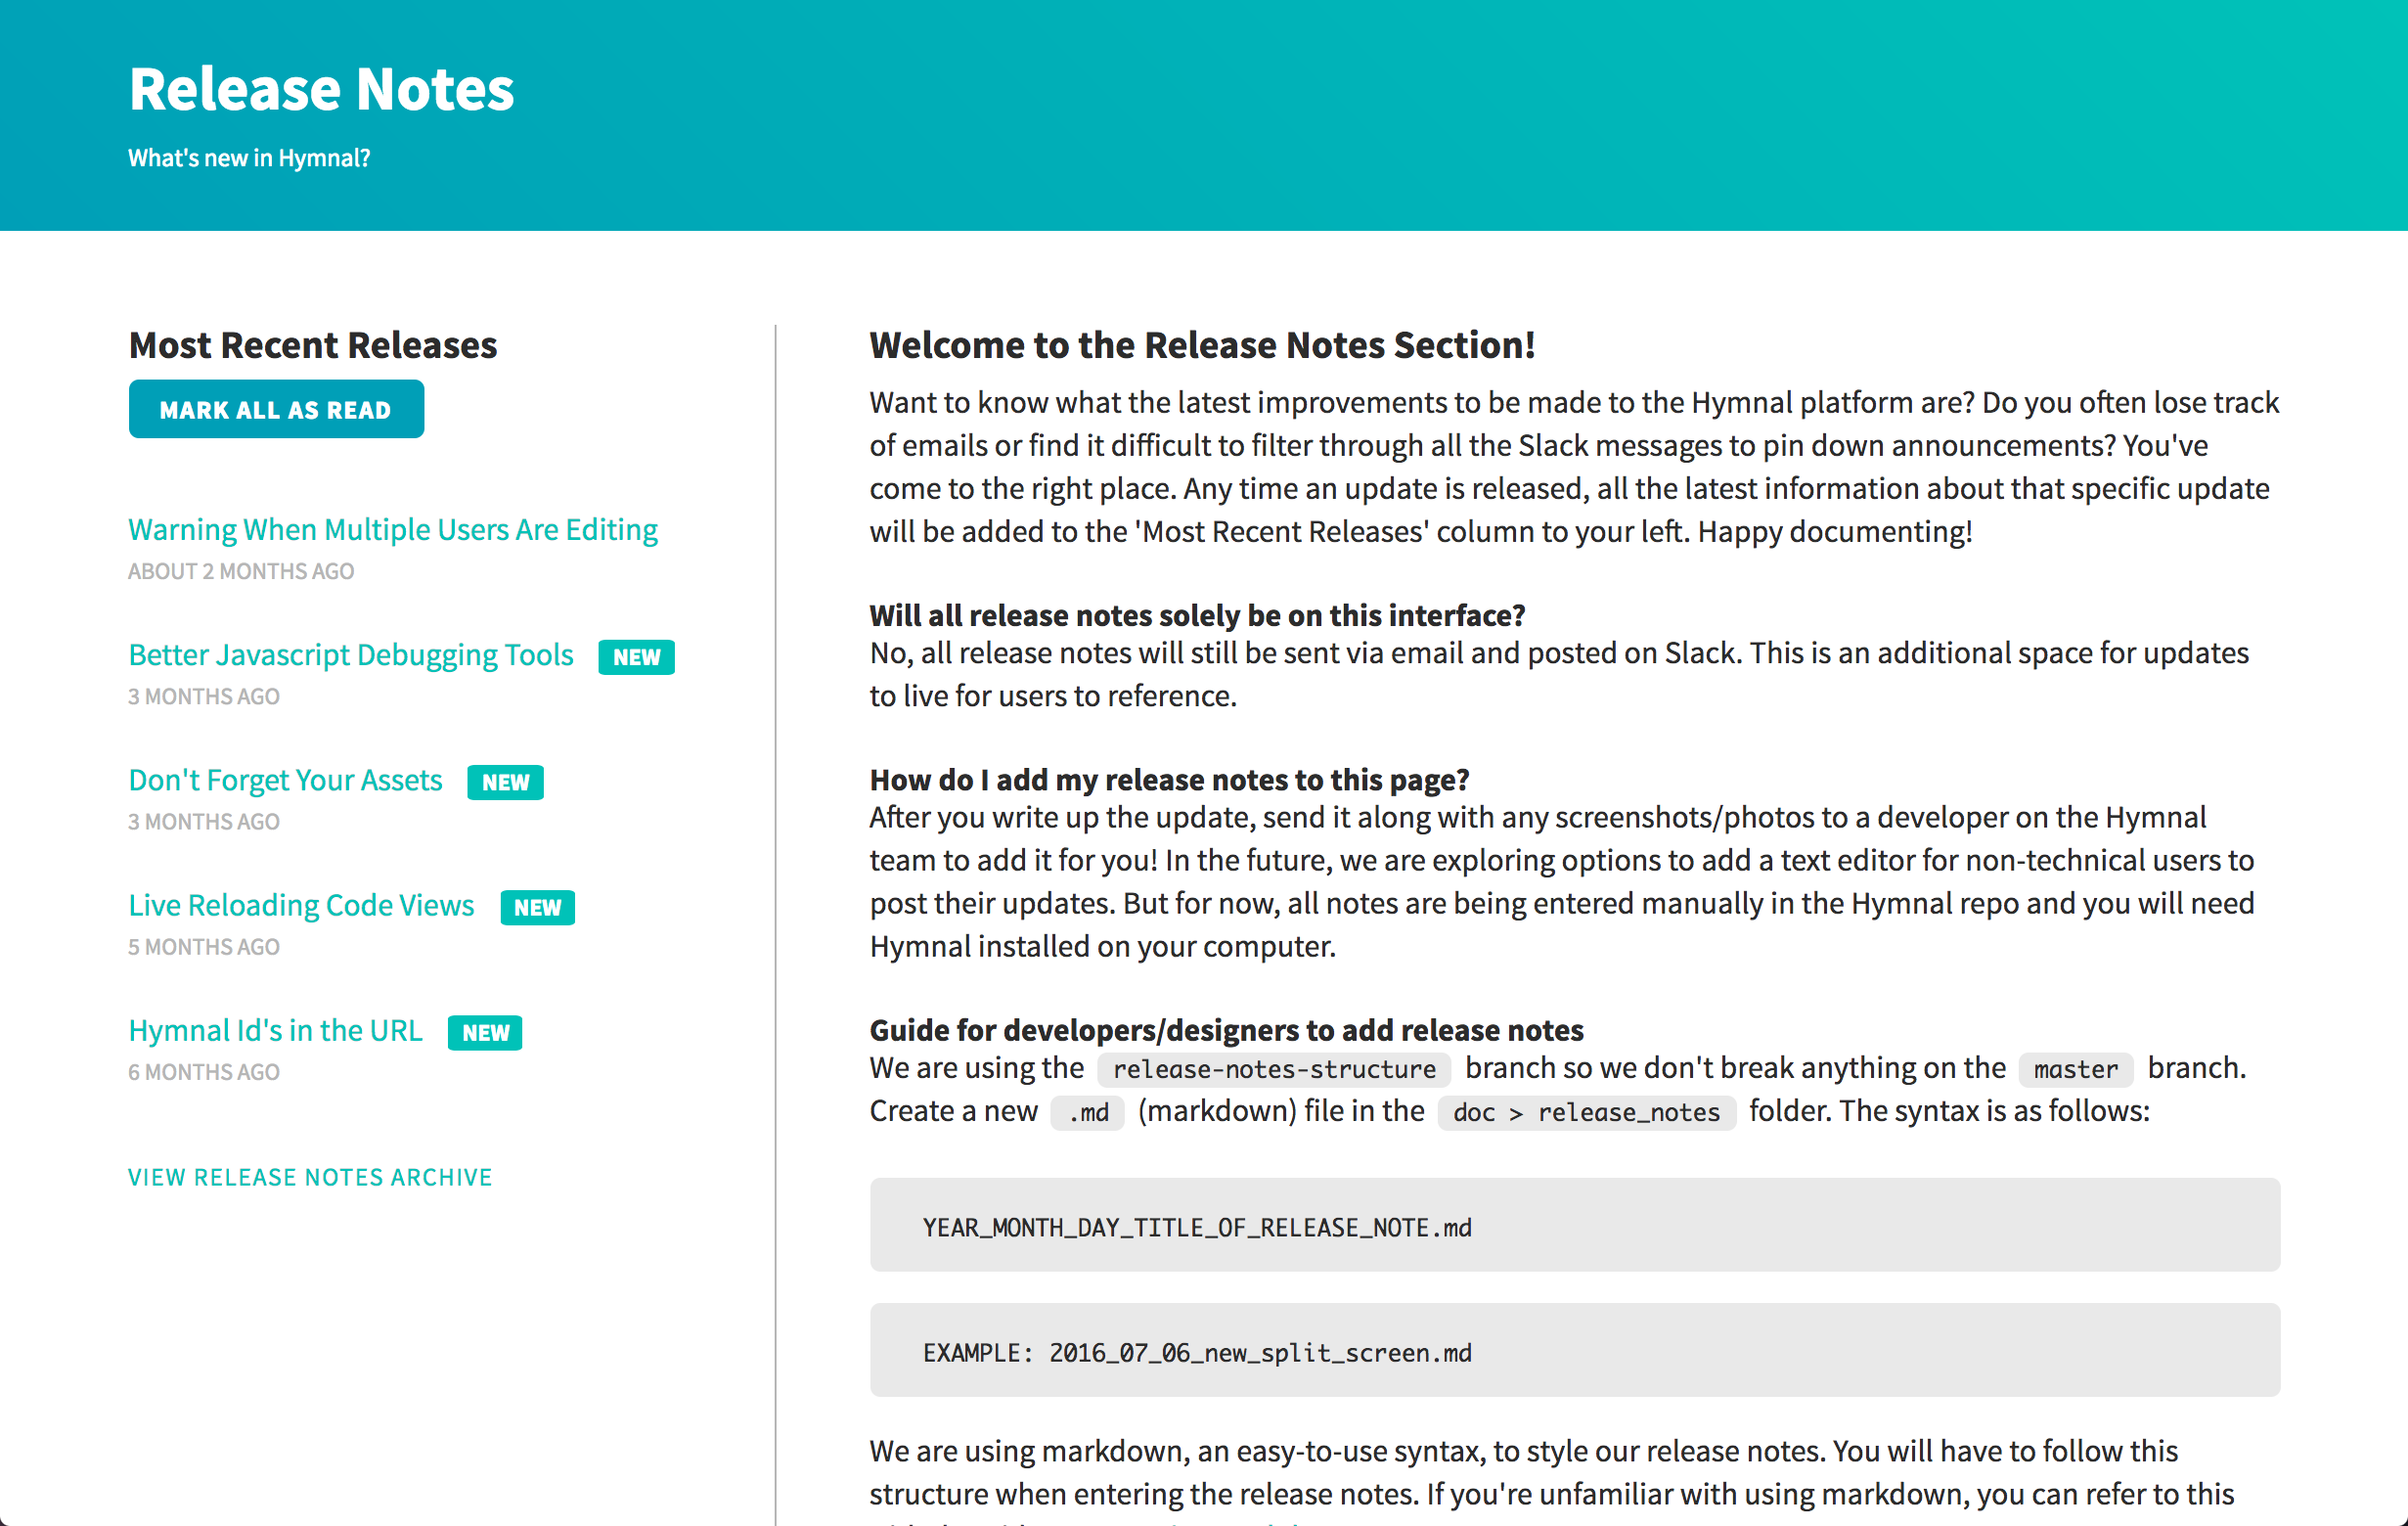 Release Notes
What's new in Hymnal?
Most Recent Releases
MARK ALL AS READ
Warning When Multiple Users Are Editing
ABOUT 2 MONTHS AGO
Better Javascript Debugging Tools NEW
3 MONTHS AGO
Don't Forget Your Assets NEW
3 MONTHS AGO
Live Reloading Code Views NEW
5 MONTHS AGO
Hymnal Id's in the URL NEW
6 MONTHS AGO
VIEW RELEASE NOTES ARCHIVE
Welcome to the Release Notes Section!
Want to know what the latest improvements to be made to the Hymnal platform are? Do you often lose track
of emails or find it difficult to filter through all the Slack messages to pin down announcements? You've
come to the right place. Any time an update is released, all the latest information about that specific update
will be added to the 'Most Recent Releases' column to your left. Happy documenting!
Will all release notes solely be on this interface?
No, all release notes will still be sent via email and posted on Slack. This is an additional space for updates
to live for users to reference.
How do I add my release notes to this page?
After you write up the update, send it along with any screenshots/photos to a developer on the Hymnal
team to add it for you! In the future, we are exploring options to add a text editor for non-technical users to
post their updates. But for now, all notes are being entered manually in the Hymnal repo and you will need
Hymnal installed on your computer.
Guide for developers/designers to add release notes
We are using the release-notes-structure branch so we don't break anything on the master branch.
Create a new .md (markdown) file in the doc > release_notes folder. The syntax is as follows:
YEAR_MONTH_DAY_TITLE_OF_RELEASE_NOTE.md
EXAMPLE: 2016_07_06_new_split_screen.md
We are using markdown, an easy-to-use syntax, to style our release notes. You will have to follow this
structure when entering the release notes. If you're unfamiliar with using markdown, you can refer to this